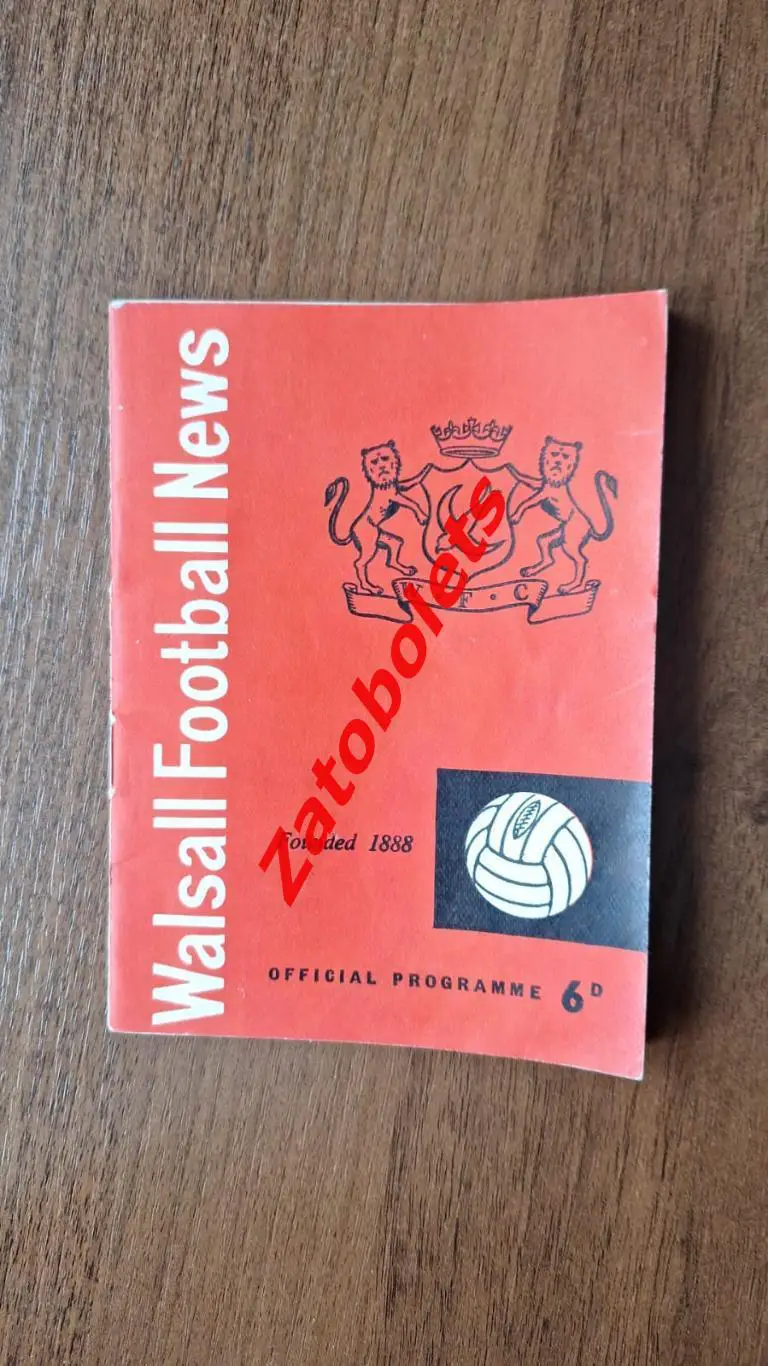 Walsall Football News
W · F · C
Founded 1888
OFFICIAL PROGRAMME 6D
Zatobolets